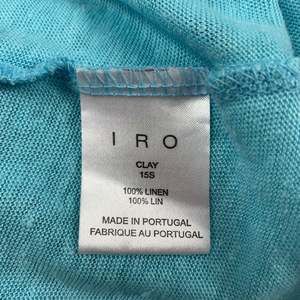 IRO
CLAY
15S
100% LINEN
100% LIN
MADE IN PORTUGAL
FABRIQUE AU PORTUGAL